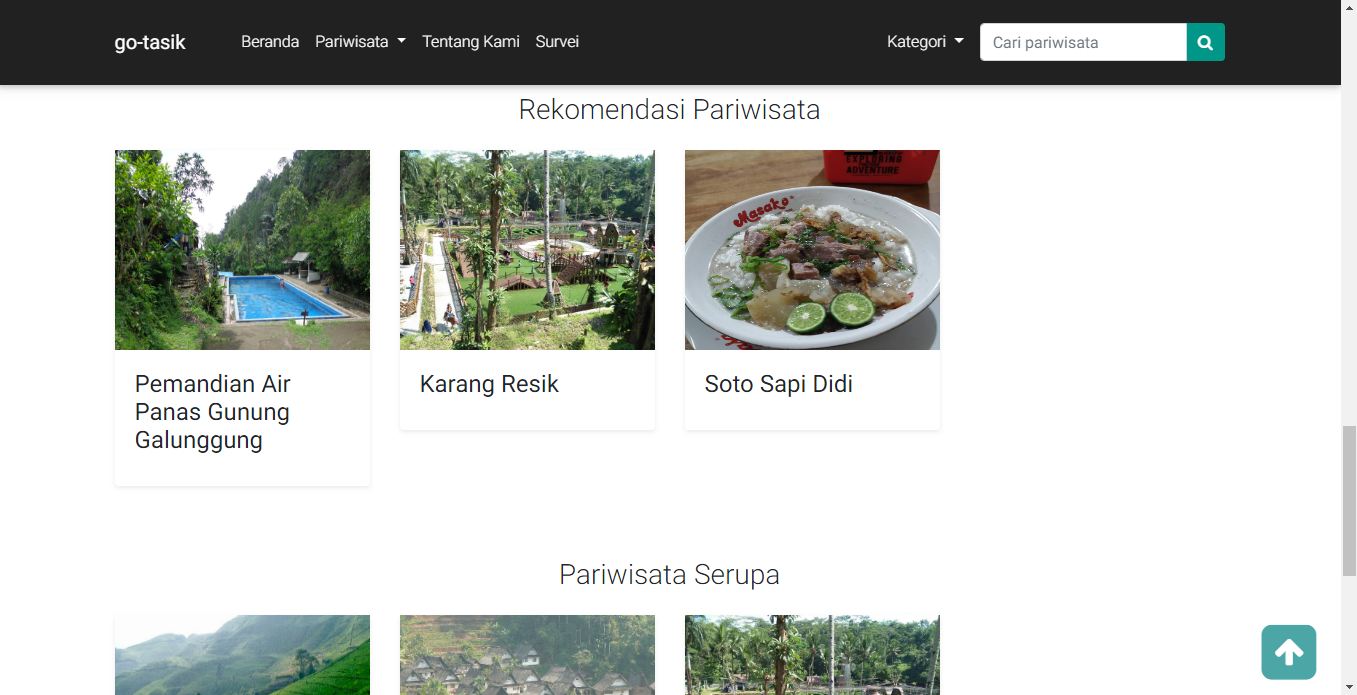 go-tasik Beranda Pariwisata Tentang Kami Survei Kategori Cari pariwisata
Rekomendasi Pariwisata
EXPLORING
ADVENTURE
Masako
Pemandian Air
Panas Gunung
Galunggung
Karang Resik
Soto Sapi Didi
Pariwisata Serupa